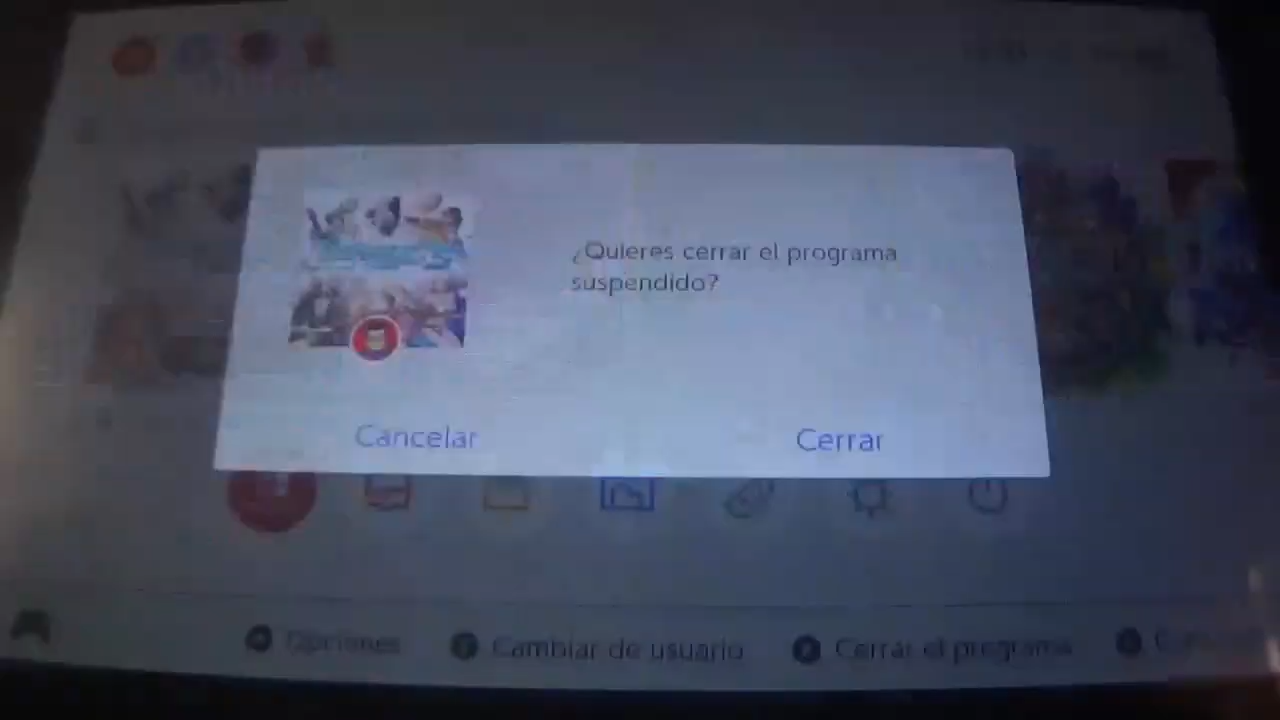 ¿Quieres cerrar el programa
suspendido?
Cancelar
Cerrar
Opciones
Cambiar de usuario
Cerrar el programa